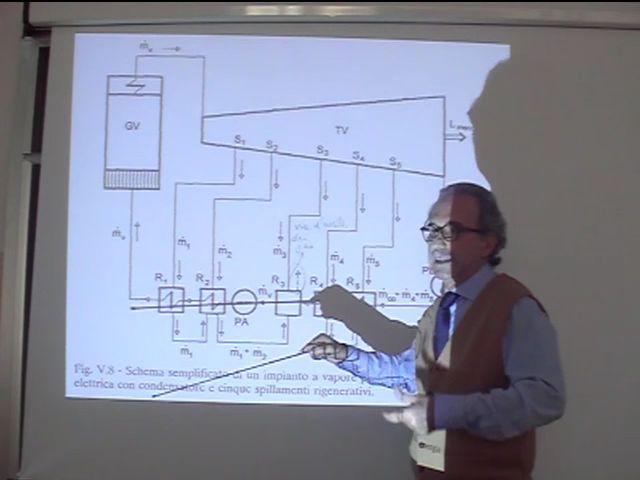 ṁᵥ
GV
TV
S₁
S₂
S₃
S₄
S₅
ṁᵥ
ṁ₁
ṁ₂
ṁ₃
ṁ₄
ṁ₅
R₁
R₂
R₃
R₄
R₅
ṁᵥ
PA
ṁ₁
ṁ₁ + ṁ₂
Fig. V.8 - Schema semplificato di un impianto a vapore
elettrica con condensatore e cinque spillamenti rigenerativi.